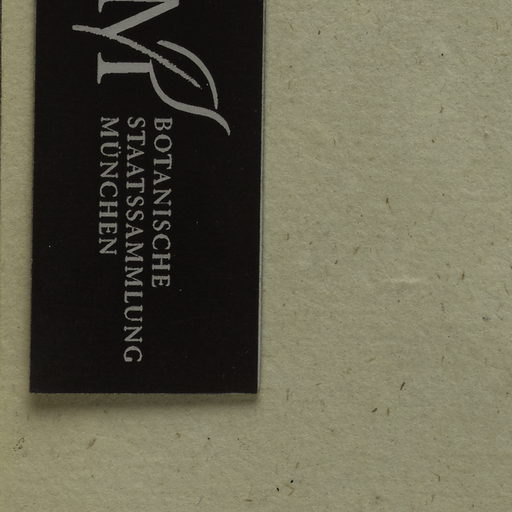 M
BOTANISCHE
STAATSSAMMLUNG
MÜNCHEN